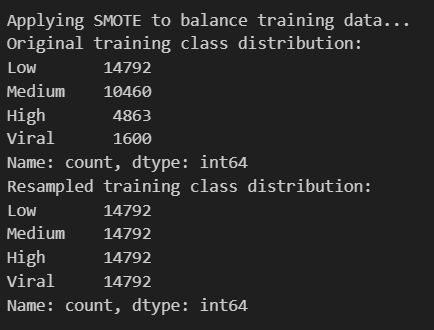 Applying SMOTE to balance training data...
Original training class distribution:
Low       14792
Medium    10460
High       4863
Viral      1600
Name: count, dtype: int64
Resampled training class distribution:
Low       14792
Medium    14792
High      14792
Viral     14792
Name: count, dtype: int64